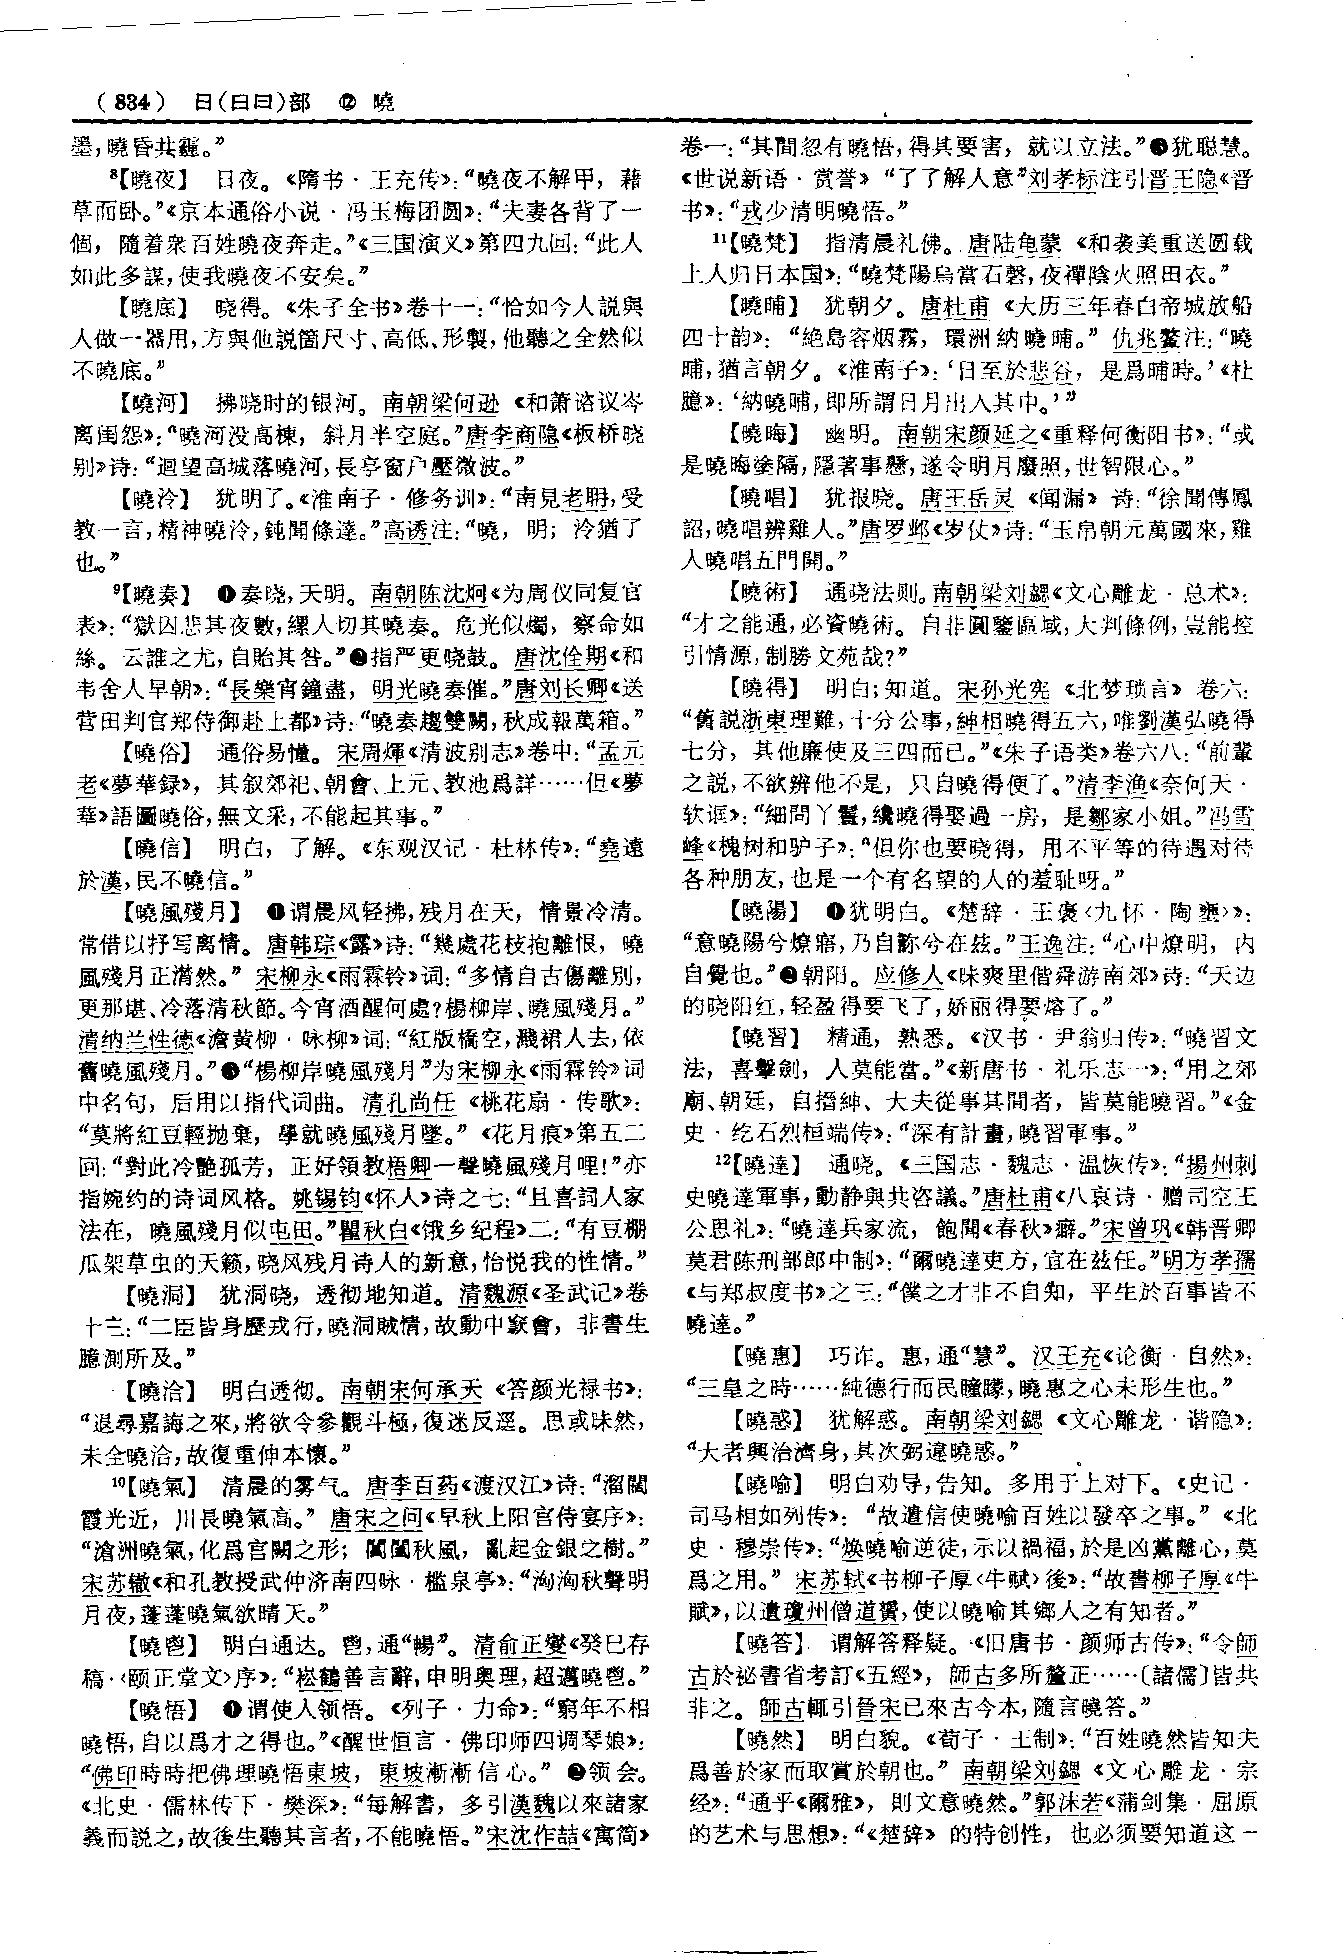 (834) 日(日曰)部 ⑫ 曉
墨,曉昏共霾。”
⁸【曉夜】 日夜。《隋书·王充传》:“曉夜不解甲，藉
草而卧。”《京本通俗小说·冯玉梅团圆》:“夫妻各背了一
個，隨着衆百姓曉夜奔走。”《三国演义》第四九回:“此人
如此多謀,使我曉夜不安矣。”
【曉底】 晓得。《朱子全书》卷十一:“恰如今人説與
人做一器用,方與他説箇尺寸、高低、形製,他聽之全然似
不曉底。”
【曉河】 拂晓时的银河。南朝梁何逊《和萧谘议岑
离闺怨》:“曉河没高棟，斜月半空庭。”唐李商隐《板桥晓
别》诗:“迴望高城落曉河,長亭窗户壓微波。”
【曉泠】 犹明了。《淮南子·修务训》:“南見老聃,受
教一言,精神曉泠,鈍聞條達。”高诱注:“曉，明；泠猶了
也。”
⁹【曉奏】 ❶奏晓,天明。南朝陈沈炯《为周仪同复官
表》:“獄囚悲其夜數,縲人切其曉奏。危光似燭，察命如
絲。云誰之尤,自貽其咎。”❷指严更晓鼓。唐沈佺期《和
韦舍人早朝》:“長樂宵鐘盡，明光曉奏催。”唐刘长卿《送
营田判官郑侍御赴上都》诗:“曉奏趨雙闕,秋成報萬箱。”
【曉俗】 通俗易懂。宋周煇《清波别志》卷中:“孟元
老《夢華録》，其叙郊祀、朝會、上元、教池爲詳……但《夢
華》語圖曉俗,無文采,不能起其事。”
【曉信】 明白，了解。《东观汉记·杜林传》:“堯遠
於漢,民不曉信。”
【曉風殘月】 ❶谓晨风轻拂,残月在天，情景冷清。
常借以抒写离情。唐韩琮《露》诗:“幾處花枝抱離恨，曉
風殘月正潸然。” 宋柳永《雨霖铃》词:“多情自古傷離別,
更那堪、冷落清秋節。今宵酒醒何處?楊柳岸、曉風殘月。”
清纳兰性德《澹黄柳·咏柳》词:“紅版橋空,濺裙人去,依
舊曉風殘月。”❷“楊柳岸曉風殘月”为宋柳永《雨霖铃》词
中名句，后用以指代词曲。清孔尚任《桃花扇·传歌》:
“莫將紅豆輕抛棄，學就曉風殘月墜。”《花月痕》第五二
回:“對此冷艷孤芳，正好領教梧卿一聲曉風殘月哩!”亦
指婉约的诗词风格。姚锡钧《怀人》诗之七:“且喜詞人家
法在，曉風殘月似屯田。”瞿秋白《饿乡纪程》二:“有豆棚
瓜架草虫的天籁,晓风残月诗人的新意,怡悦我的性情。”
【曉洞】 犹洞晓，透彻地知道。清魏源《圣武记》卷
十三:“二臣皆身歷戎行,曉洞賊情,故動中窾會，非書生
臆測所及。”
【曉洽】 明白透彻。南朝宋何承天《答颜光禄书》:
“退尋嘉誨之來,將欲令參觀斗極,復迷反逕。思或昧然,
未全曉洽,故復重伸本懷。”
¹⁰【曉氣】 清晨的雾气。唐李百药《渡汉江》诗:“溜闊
霞光近，川長曉氣高。”唐宋之问《早秋上阳宫侍宴序》:
“滄洲曉氣,化爲宫闕之形；閶闔秋風，亂起金銀之樹。”
宋苏辙《和孔教授武仲济南四咏·槛泉亭》:“洶洶秋聲明
月夜,蓬蓬曉氣欲晴天。”
【曉鬯】 明白通达。鬯,通“暢”。清俞正燮《癸巳存
稿·〈颐正堂文〉序》:“崧鶴善言辭,申明奥理,超邁曉鬯。”
【曉悟】 ❶谓使人领悟。《列子·力命》:“窮年不相
曉悟,自以爲才之得也。”《醒世恒言·佛印师四调琴娘》:
“佛印時時把佛理曉悟東坡，東坡漸漸信心。” ❷领会。
《北史·儒林传下·樊深》:“每解書，多引漢魏以來諸家
義而説之,故後生聽其言者,不能曉悟。”宋沈作喆《寓简》
卷一:“其間忽有曉悟,得其要害，就以立法。”❸犹聪慧。
《世说新语·赏誉》“了了解人意”刘孝标注引晋王隐《晋
书》:“戎少清明曉悟。”
¹¹【曉梵】 指清晨礼佛。唐陆龟蒙《和袭美重送圆载
上人归日本国》:“曉梵陽烏當石磬,夜禪陰火照田衣。”
【曉晡】 犹朝夕。唐杜甫《大历三年春白帝城放船
四十韵》:“絶島容烟霧，環洲納曉晡。”仇兆鳌注:“曉
晡,猶言朝夕。《淮南子》:‘日至於悲谷，是爲晡時。’《杜
臆》:‘納曉晡,即所謂日月出入其中。’”
【曉晦】 幽明。南朝宋颜延之《重释何衡阳书》:“或
是曉晦塗隔,隱著事懸,遂令明月廢照,世智限心。”
【曉唱】 犹报晓。唐王岳灵《闻漏》诗:“徐聞傳鳳
詔,曉唱辨雞人。”唐罗邺《岁仗》诗:“玉帛朝元萬國來,雞
人曉唱五門開。”
【曉術】 通晓法则。南朝梁刘勰《文心雕龙·总术》:
“才之能通,必資曉術。自非圓鑒區域,大判條例,豈能控
引情源,制勝文苑哉?”
【曉得】 明白;知道。宋孙光宪《北梦琐言》卷六:
“舊説浙東理難,十分公事,紳相曉得五六,唯劉漢弘曉得
七分，其他廉使及三四而已。”《朱子语类》卷六八:“前輩
之説,不欲辨他不是，只自曉得便了。”清李渔《奈何天·
软诓》:“細問丫鬟,纔曉得娶過一房，是鄒家小姐。”冯雪
峰《槐树和驴子》:“但你也要晓得，用不平等的待遇对待
各种朋友,也是一个有名望的人的羞耻呀。”
【曉陽】 ❶犹明白。《楚辞·王褒〈九怀·陶壅〉》:
“意曉陽兮燎寤,乃自診兮在兹。”王逸注:“心中燎明，内
自覺也。”❷朝阳。应修人《昧爽里偕舜游南郊》诗:“天边
的晓阳红,轻盈得要飞了,娇丽得要熔了。”
【曉習】 精通，熟悉。《汉书·尹翁归传》:“曉習文
法，喜擊劍，人莫能當。”《新唐书·礼乐志一》:“用之郊
廟、朝廷，自搢紳、大夫從事其間者，皆莫能曉習。”《金
史·纥石烈桓端传》:“深有計畫,曉習軍事。”
¹²【曉達】 通晓。《三国志·魏志·温恢传》:“揚州刺
史曉達軍事,動静與共咨議。”唐杜甫《八哀诗·赠司空王
公思礼》:“曉達兵家流，飽聞《春秋》癖。”宋曾巩《韩晋卿
莫君陈刑部郎中制》:“爾曉達吏方,宜在兹任。”明方孝孺
《与郑叔度书》之三:“僕之才非不自知，平生於百事皆不
曉達。”
【曉惠】 巧诈。惠,通“慧”。汉王充《论衡·自然》:
“三皇之時……純德行而民瞳矇,曉惠之心未形生也。”
【曉惑】 犹解惑。南朝梁刘勰《文心雕龙·谐隐》:
“大者興治濟身,其次弼違曉惑。”
【曉喻】 明白劝导,告知。多用于上对下。《史记·
司马相如列传》:“故遣信使曉喻百姓以發卒之事。”《北
史·穆崇传》:“焕曉喻逆徒,示以禍福,於是凶黨離心,莫
爲之用。” 宋苏轼《书柳子厚〈牛赋〉後》:“故書柳子厚《牛
賦》,以遺瓊州僧道贇,使以曉喻其鄉人之有知者。”
【曉答】 谓解答释疑。《旧唐书·颜师古传》:“令師
古於祕書省考訂《五經》，師古多所釐正……〔諸儒〕皆共
非之。師古輒引晉宋已來古今本,隨言曉答。”
【曉然】 明白貌。《荀子·王制》:“百姓曉然皆知夫
爲善於家而取賞於朝也。” 南朝梁刘勰《文心雕龙·宗
经》:“通乎《爾雅》，則文意曉然。”郭沫若《蒲剑集·屈原
的艺术与思想》:“《楚辞》的特创性，也必须要知道这一